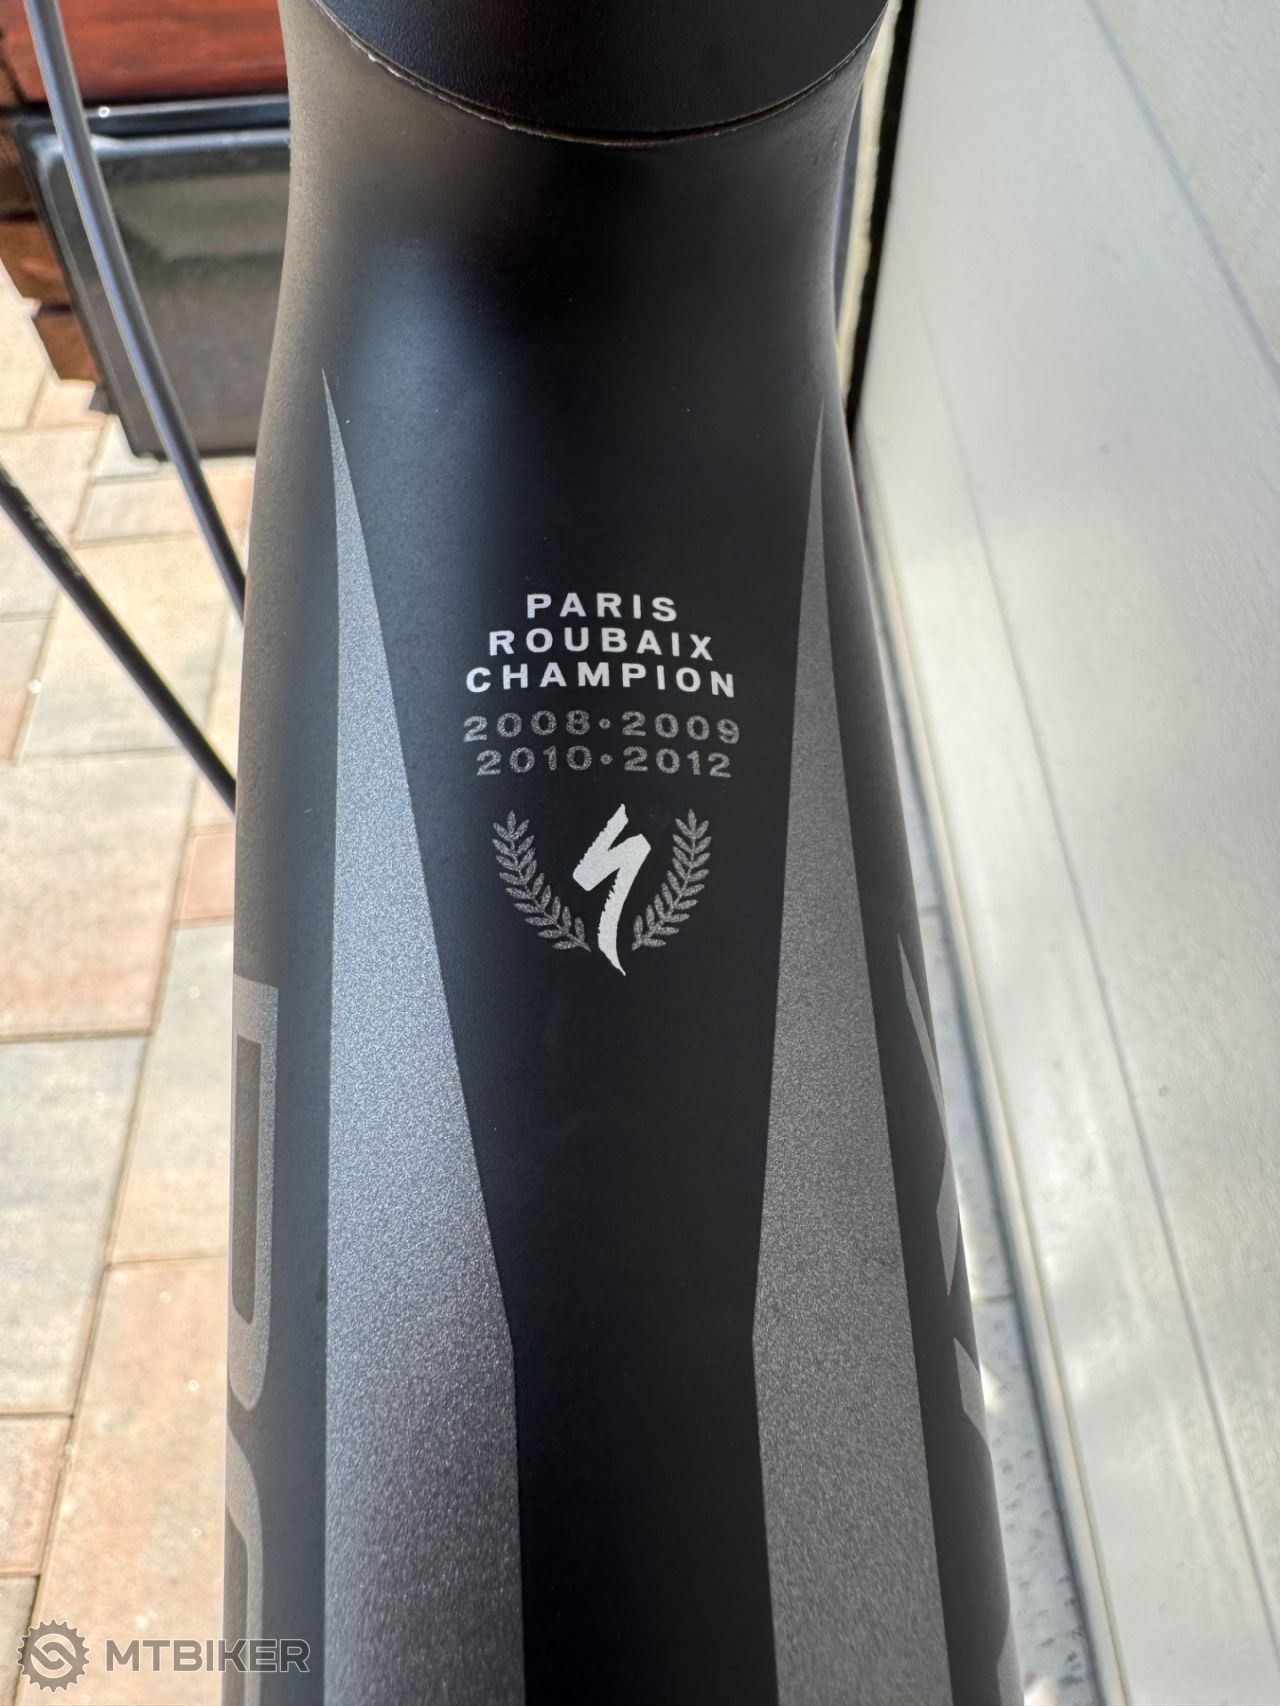 PARIS
ROUBAIX
CHAMPION
2008•2009
2010•2012
MTBIKER